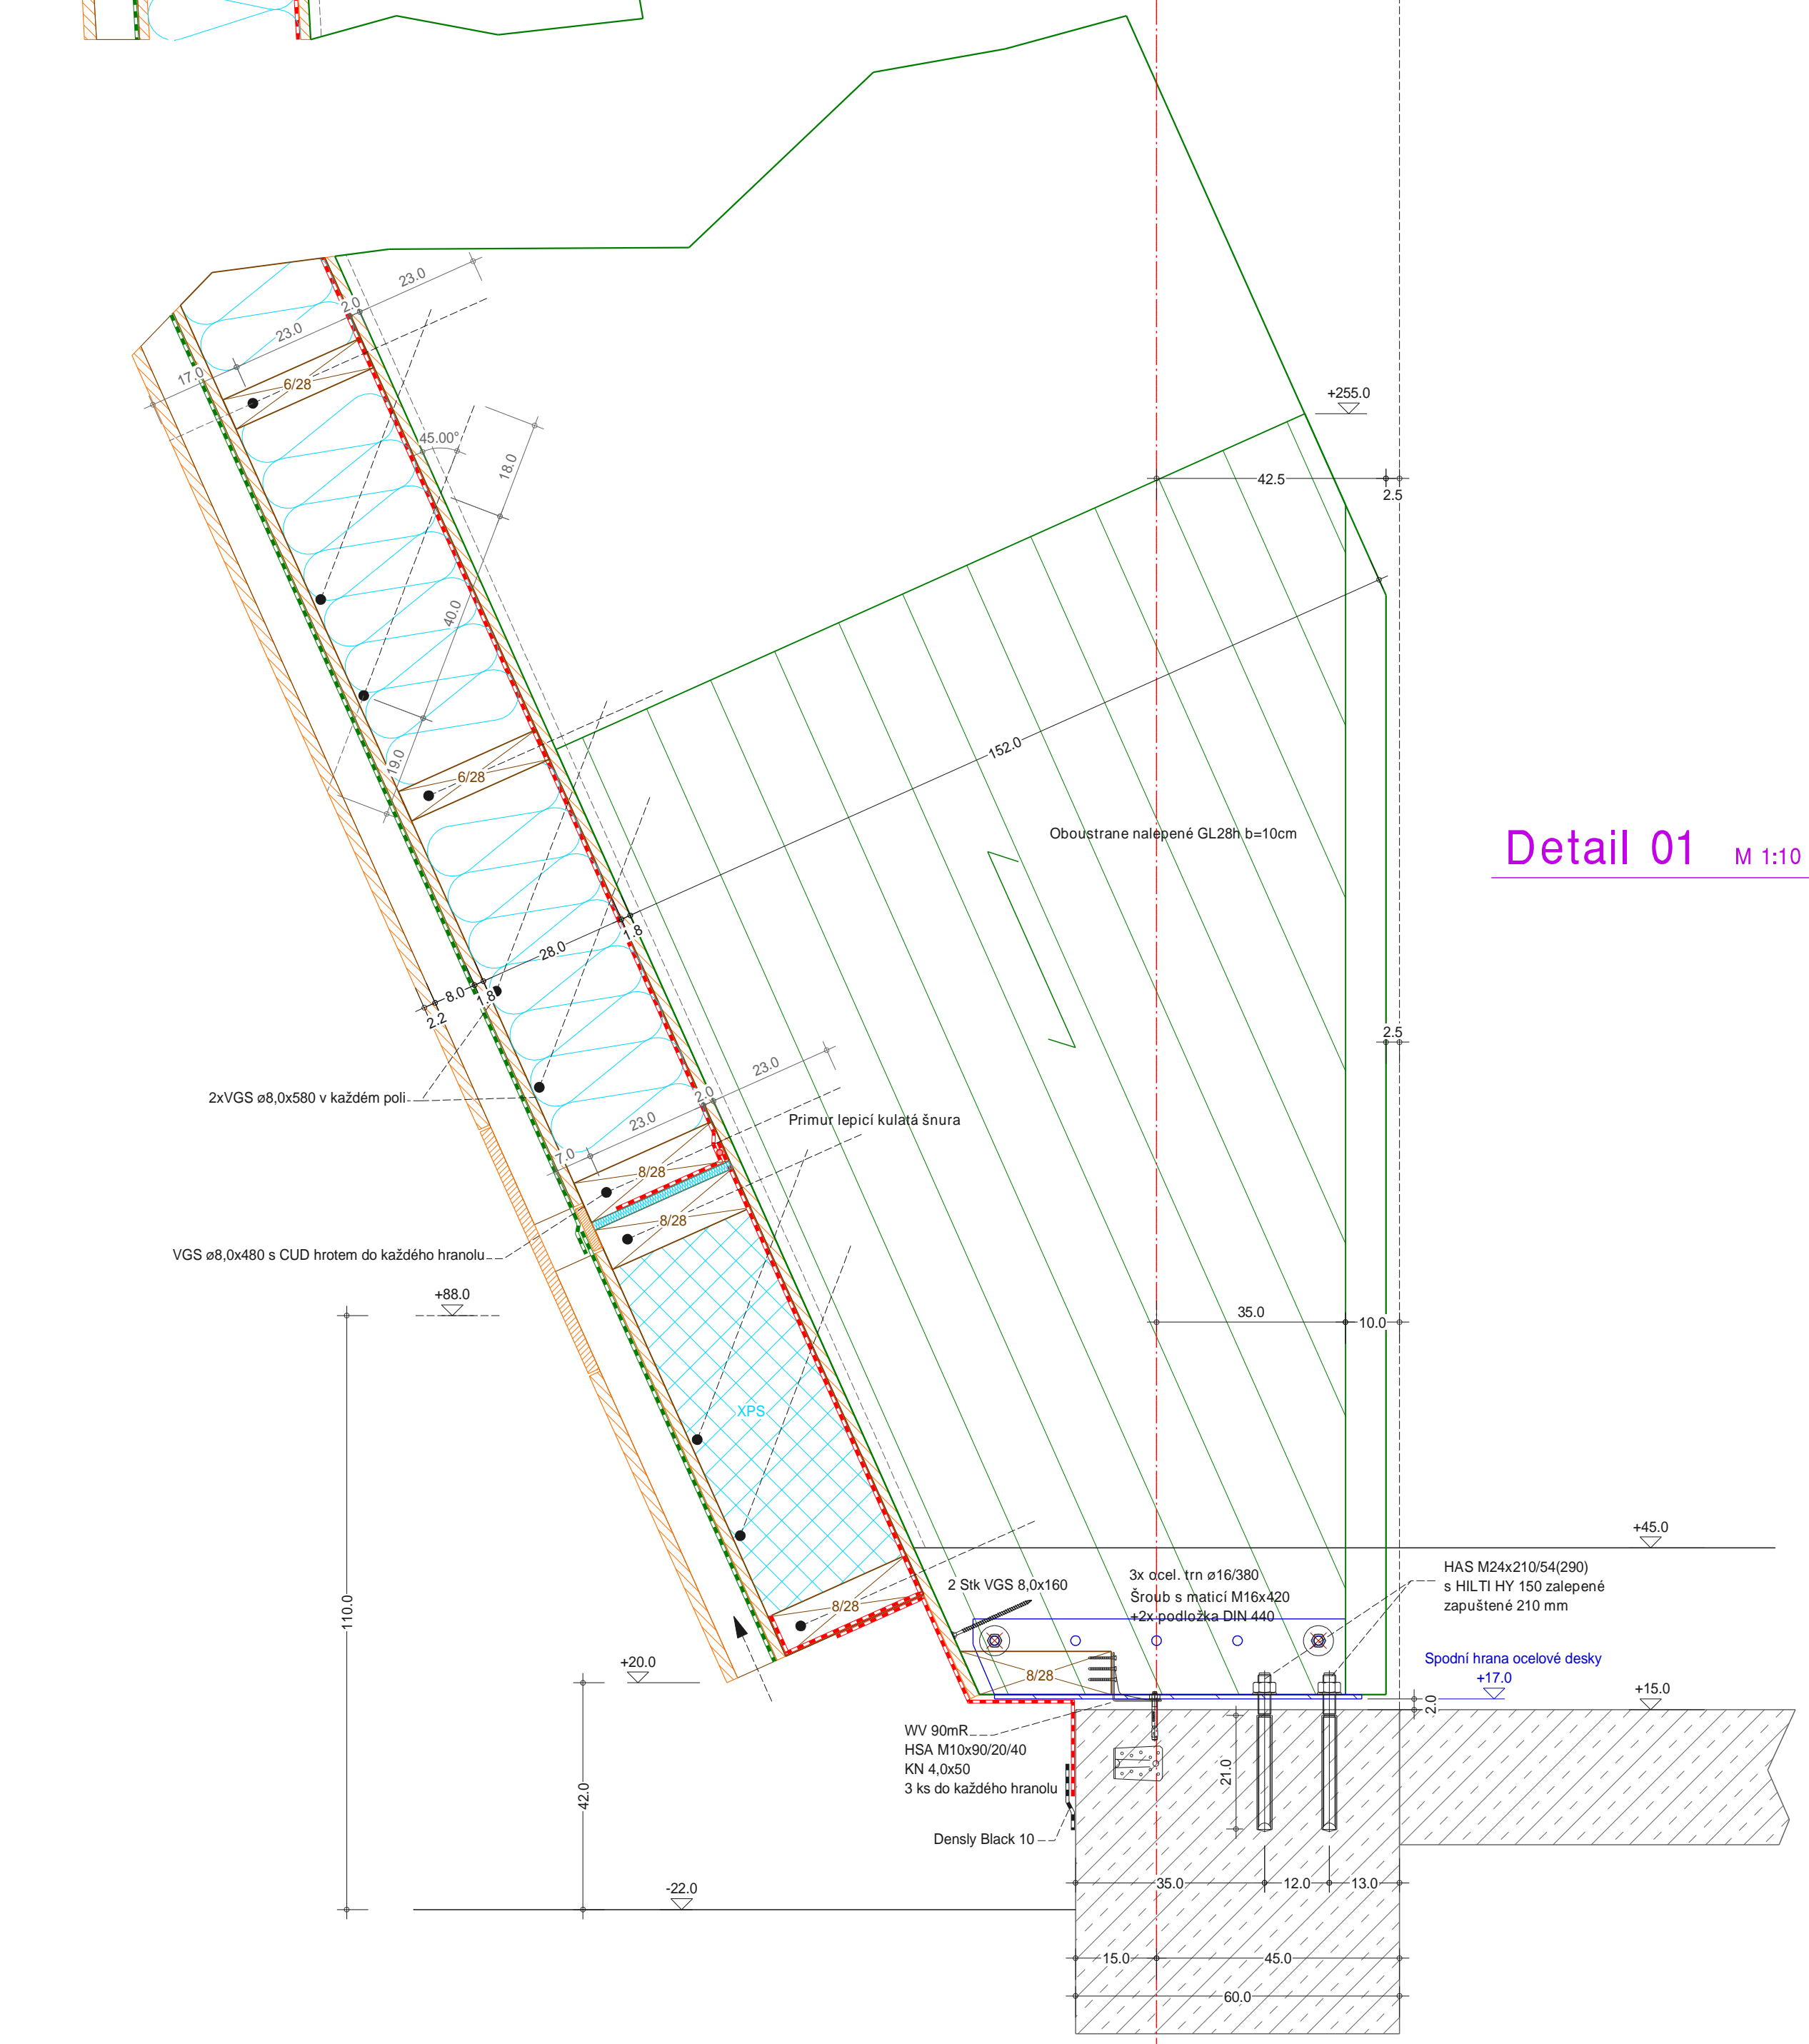 23.0
2.0
23.0
17.0
6/28
+255.0
45.00°
18.0
42.5
2.5
40.0
152.0
19.0
6/28
Oboustrane nalepené GL28h b=10cm
Detail 01 M 1:10
1.8
28.0
8.0
1.8
2.2
2.5
23.0
2xVGS ø8,0x580 v každém poli
2.0
23.0
Primur lepicí kulatá šnura
7.0
8/28
8/28
VGS ø8,0x480 s CUD hrotem do každého hranolu
+88.0
35.0
10.0
XPS
+45.0
110.0
2 Stk VGS 8,0x160
3x ocel. trn ø16/380
Šroub s maticí M16x420
+2x podložka DIN 440
HAS M24x210/54(290)
s HILTI HY 150 zalepené
zapuštené 210 mm
8/28
+20.0
8/28
Spodní hrana ocelové desky
+17.0
+15.0
2.0
WV 90mR
HSA M10x90/20/40
KN 4,0x50
3 ks do každého hranolu
21.0
42.0
Densly Black 10
-22.0
35.0
12.0
13.0
15.0
45.0
60.0